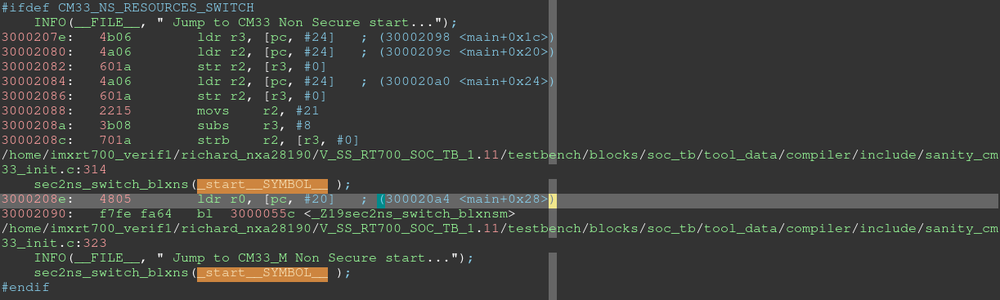 #ifdef CM33_NS_RESOURCES_SWITCH
    INFO(__FILE__, " Jump to CM33 Non Secure start...");
3000207e:   4b06        ldr r3, [pc, #24]   ; (30002098 <main+0x1c>)
30002080:   4a06        ldr r2, [pc, #24]   ; (3000209c <main+0x20>)
30002082:   601a        str r2, [r3, #0]
30002084:   4a06        ldr r2, [pc, #24]   ; (300020a0 <main+0x24>)
30002086:   601a        str r2, [r3, #0]
30002088:   2215        movs    r2, #21
3000208a:   3b08        subs    r3, #8
3000208c:   701a        strb    r2, [r3, #0]
/home/imxrt700_verif1/richard_nxa28190/V_SS_RT700_SOC_TB_1.11/testbench/blocks/soc_tb/tool_data/compiler/include/sanity_cm
33_init.c:314
    sec2ns_switch_blxns(_start__SYMBOL__ );
3000208e:   4805        ldr r0, [pc, #20]   ; (300020a4 <main+0x28>)
30002090:   f7fe fa64   bl  3000055c <_Z19sec2ns_switch_blxnsm>
/home/imxrt700_verif1/richard_nxa28190/V_SS_RT700_SOC_TB_1.11/testbench/blocks/soc_tb/tool_data/compiler/include/sanity_cm
33_init.c:323
    INFO(__FILE__, " Jump to CM33_M Non Secure start...");
    sec2ns_switch_blxns(_start__SYMBOL__ );
#endif